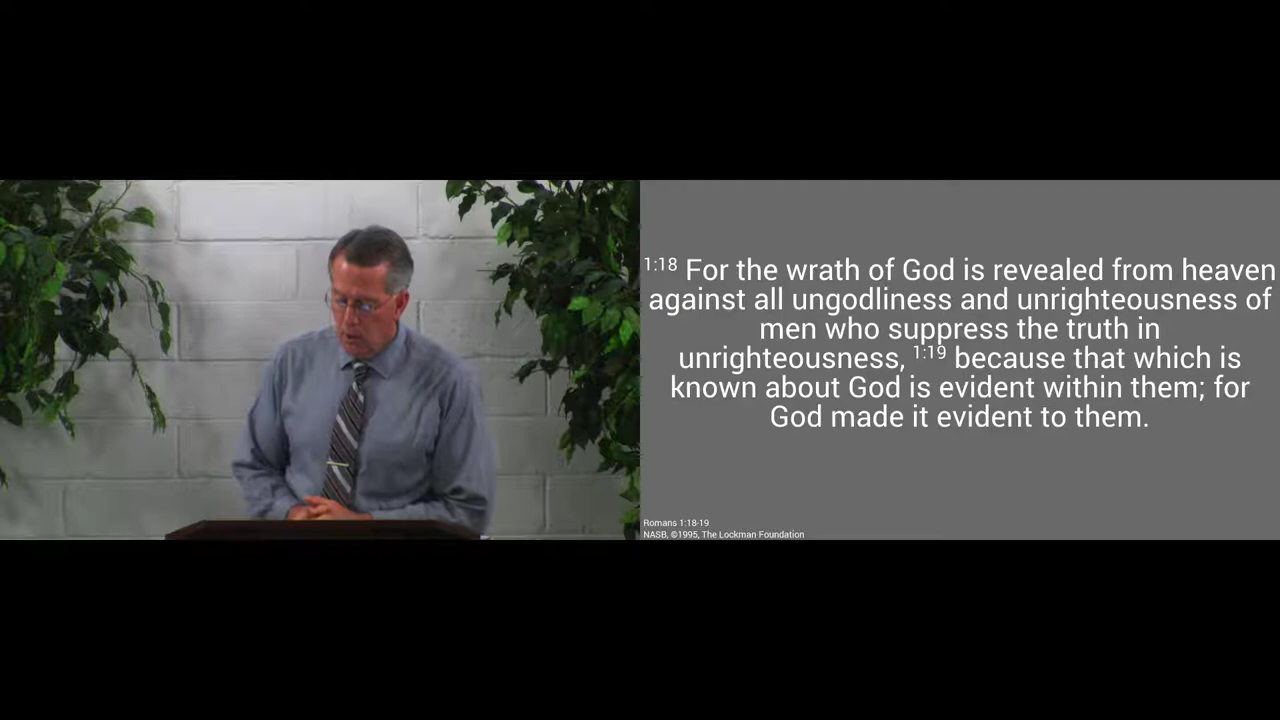 1:18 For the wrath of God is revealed from heaven
against all ungodliness and unrighteousness of
men who suppress the truth in
unrighteousness, 1:19 because that which is
known about God is evident within them; for
God made it evident to them.
Romans 1:18-19
NASB, ©1995, The Lockman Foundation